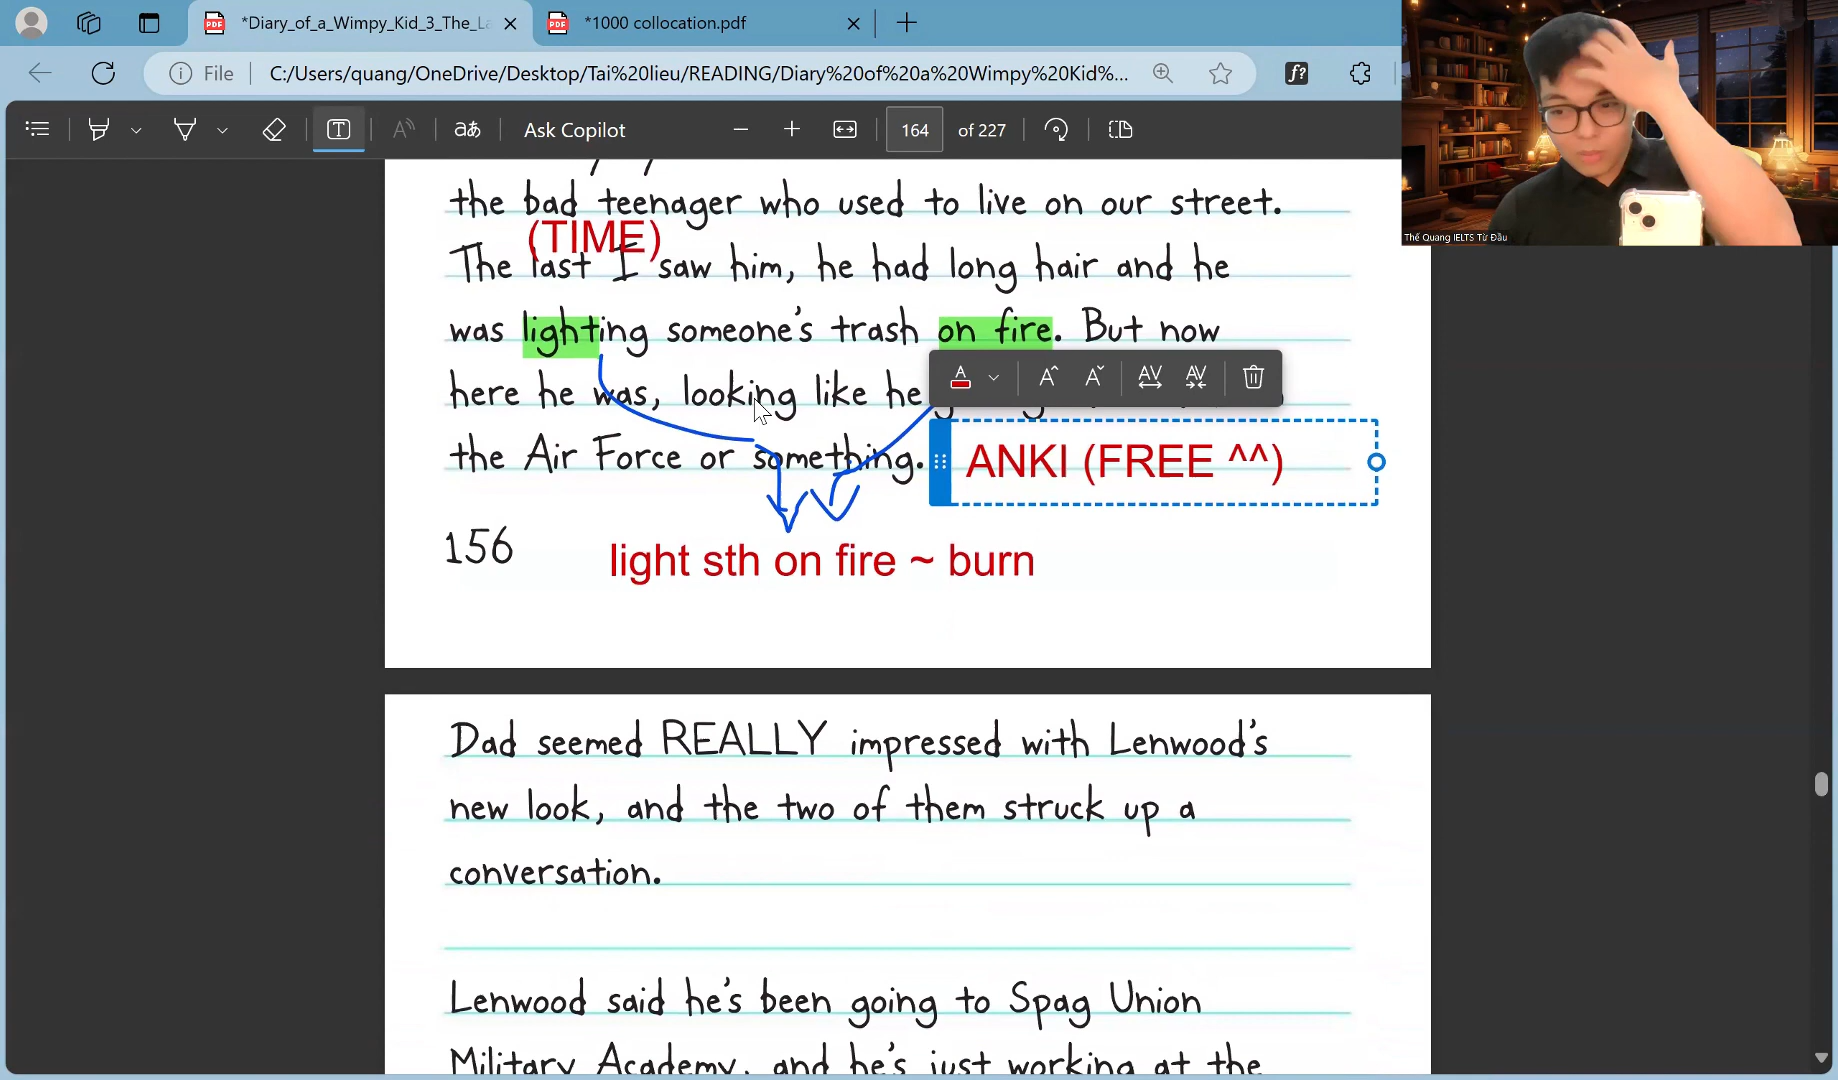 *Diary_of_a_Wimpy_Kid_3_The_La
*1000 collocation.pdf
File
C:/Users/quang/OneDrive/Desktop/Tai%20lieu/READING/Diary%20of%20a%20Wimpy%20Kid%...
Ask Copilot
164 of 227
Thế Quang IELTS Từ Đầu
the bad teenager who used to live on our street.
(TIME)
The last I saw him, he had long hair and he
was lighting someone's trash on fire. But now
here he was, looking like he
the Air Force or something.
ANKI (FREE ^^)
156
light sth on fire ~ burn
Dad seemed REALLY impressed with Lenwood's
new look, and the two of them struck up a
conversation.
Lenwood said he's been going to Spag Union
Military Academy, and he's just working at the